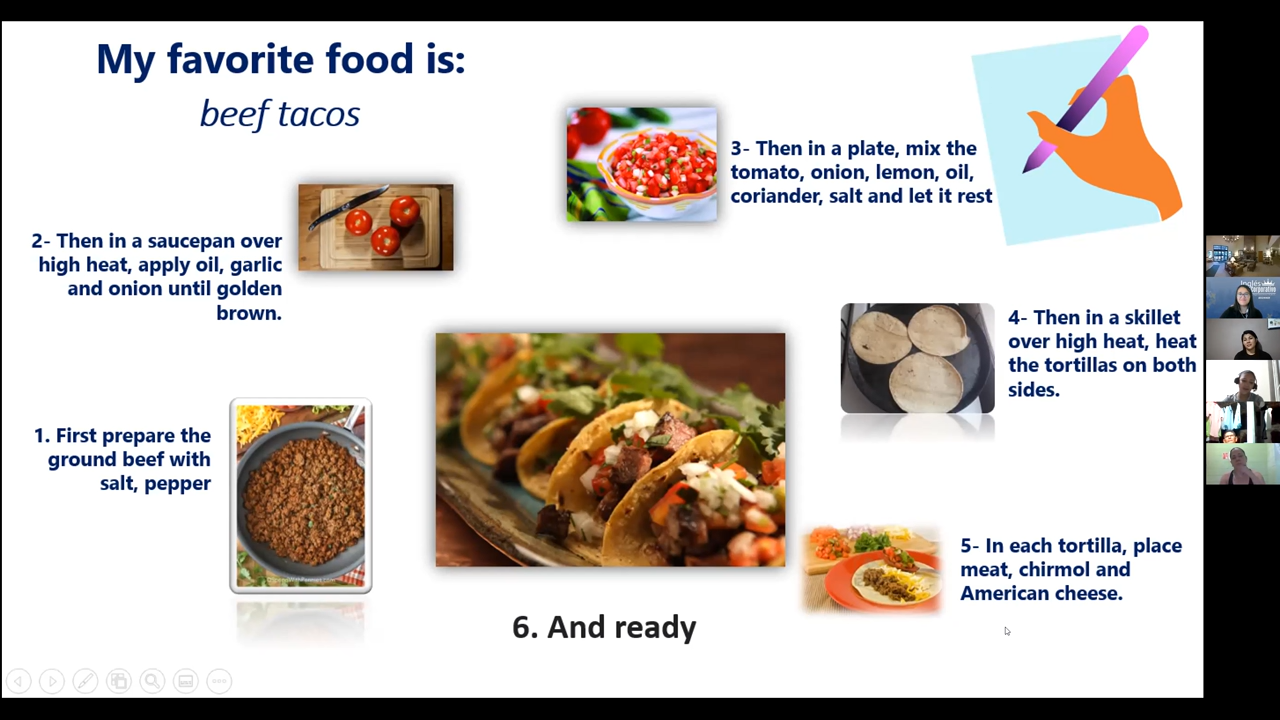 My favorite food is:
beef tacos
1. First prepare the
ground beef with
salt, pepper
2- Then in a saucepan over
high heat, apply oil, garlic
and onion until golden
brown.
3- Then in a plate, mix the
tomato, onion, lemon, oil,
coriander, salt and let it rest
4- Then in a skillet
over high heat, heat
the tortillas on both
sides.
5- In each tortilla, place
meat, chirmol and
American cheese.
6. And ready